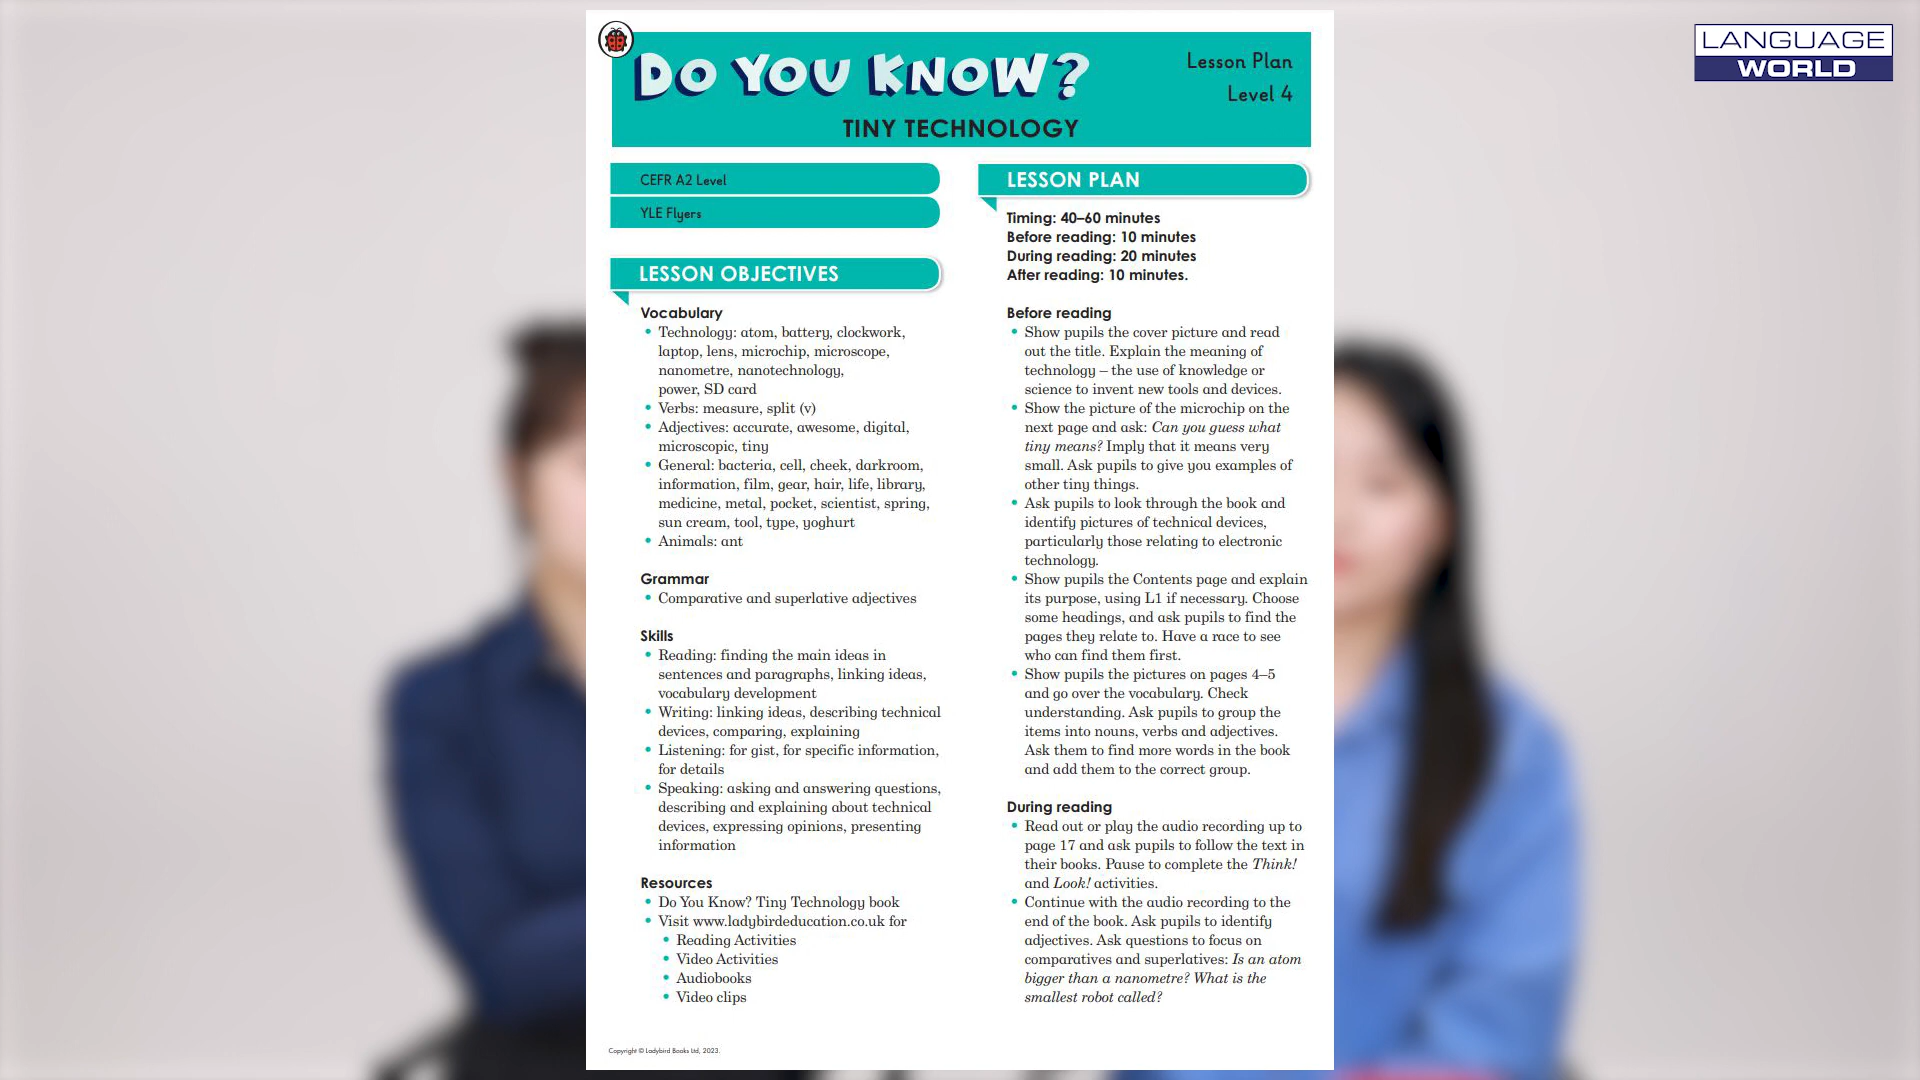 LANGUAGE
WORLD
DO YOU KNOW?
Lesson Plan
Level 4
TINY TECHNOLOGY
CEFR A2 Level
YLE Flyers
LESSON OBJECTIVES
Vocabulary
• Technology: atom, battery, clockwork,
laptop, lens, microchip, microscope,
nanometre, nanotechnology,
power, SD card
• Verbs: measure, split (v)
• Adjectives: accurate, awesome, digital,
microscopic, tiny
• General: bacteria, cell, cheek, darkroom,
information, film, gear, hair, life, library,
medicine, metal, pocket, scientist, spring,
sun cream, tool, type, yoghurt
• Animals: ant
Grammar
• Comparative and superlative adjectives
Skills
• Reading: finding the main ideas in
sentences and paragraphs, linking ideas,
vocabulary development
• Writing: linking ideas, describing technical
devices, comparing, explaining
• Listening: for gist, for specific information,
for details
• Speaking: asking and answering questions,
describing and explaining about technical
devices, expressing opinions, presenting
information
Resources
• Do You Know? Tiny Technology book
• Visit www.ladybirdeducation.co.uk for
• Reading Activities
• Video Activities
• Audiobooks
• Video clips
LESSON PLAN
Timing: 40–60 minutes
Before reading: 10 minutes
During reading: 20 minutes
After reading: 10 minutes.
Before reading
• Show pupils the cover picture and read
out the title. Explain the meaning of
technology – the use of knowledge or
science to invent new tools and devices.
• Show the picture of the microchip on the
next page and ask: Can you guess what
tiny means? Imply that it means very
small. Ask pupils to give you examples of
other tiny things.
• Ask pupils to look through the book and
identify pictures of technical devices,
particularly those relating to electronic
technology.
• Show pupils the Contents page and explain
its purpose, using L1 if necessary. Choose
some headings, and ask pupils to find the
pages they relate to. Have a race to see
who can find them first.
• Show pupils the pictures on pages 4–5
and go over the vocabulary. Check
understanding. Ask pupils to group the
items into nouns, verbs and adjectives.
Ask them to find more words in the book
and add them to the correct group.
During reading
• Read out or play the audio recording up to
page 17 and ask pupils to follow the text in
their books. Pause to complete the Think!
and Look! activities.
• Continue with the audio recording to the
end of the book. Ask pupils to identify
adjectives. Ask questions to focus on
comparatives and superlatives: Is an atom
bigger than a nanometre? What is the
smallest robot called?
Copyright © Ladybird Books Ltd, 2023.